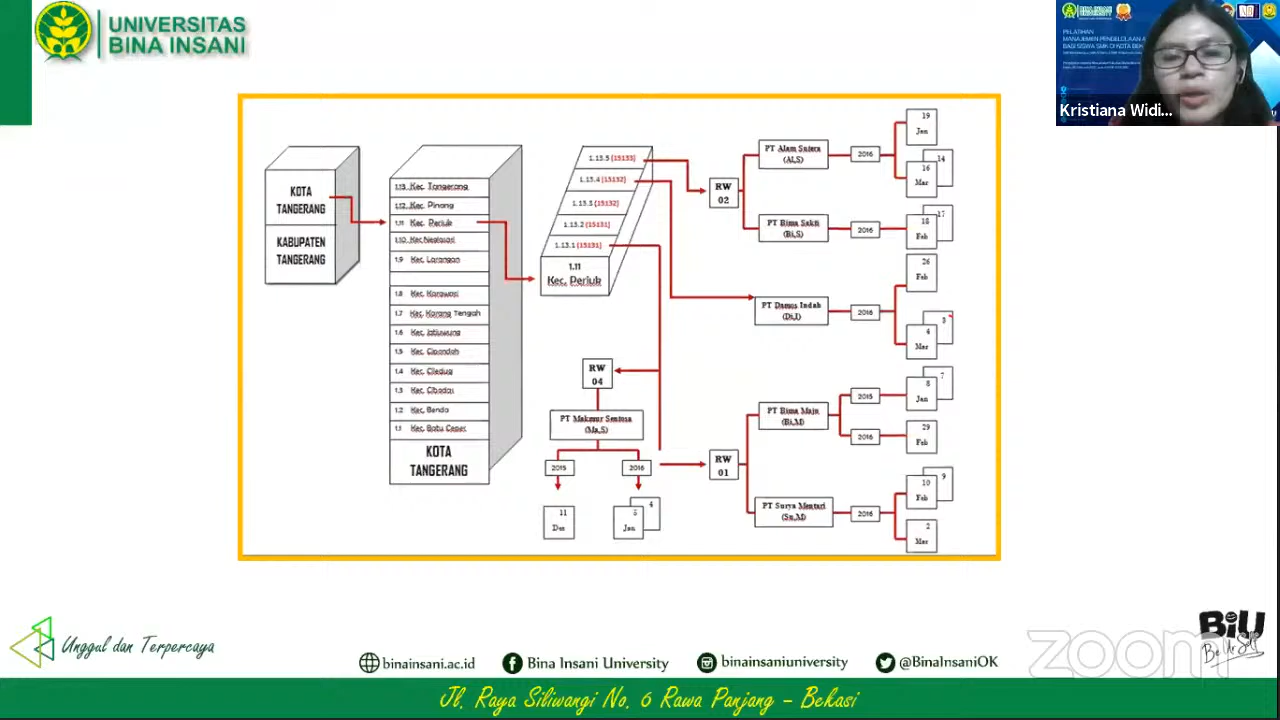 UNIVERSITAS
BINA INSANI
PELATIHAN
Kristiana Widi...
KOTA
TANGERANG
KABUPATEN
TANGERANG
1.13 Kec. Tangerang
1.12 Kec. Pinang
1.11 Kec. Periuk
1.10 Kec.Neglasari
1.9 Kec. Larangan
1.8 Kec. Karawaci
1.7 Kec. Karang Tengah
1.6 Kec. Jatiuwung
1.5 Kec. Cipondoh
1.4 Kec. Ciledug
1.3 Kec. Cibodas
1.2 Kec. Benda
1.1 Kec. Batu Ceper
KOTA
TANGERANG
1.13.5 (15133)
1.13.4 (15132)
1.13.3 (15132)
1.13.2 (15131)
1.13.1 (15131)
1.11
Kec. Periuk
RW
02
PT Alam Sutera
(Al,S)
2016
19
Jan
14
16
Mar
PT Bima Sakti
(Bi,S)
2016
17
18
Feb
PT Damus Indah
(Di,I)
2016
26
Feb
3
4
Mar
RW
04
PT Makmur Sentosa
(Ma,S)
2015
2016
11
Des
4
5
Jan
RW
01
PT Bima Maju
(Bi,M)
2015
7
8
Jan
2016
29
Feb
PT Surya Mentari
(Su,M)
2016
9
10
Feb
2
Mar
Unggul dan Terpercaya
binainsani.ac.id
Bina Insani University
binainsaniuniversity
@BinaInsaniOK
zoom
BiU
Be Ur Self
Jl. Raya Siliwangi No. 6 Rawa Panjang – Bekasi